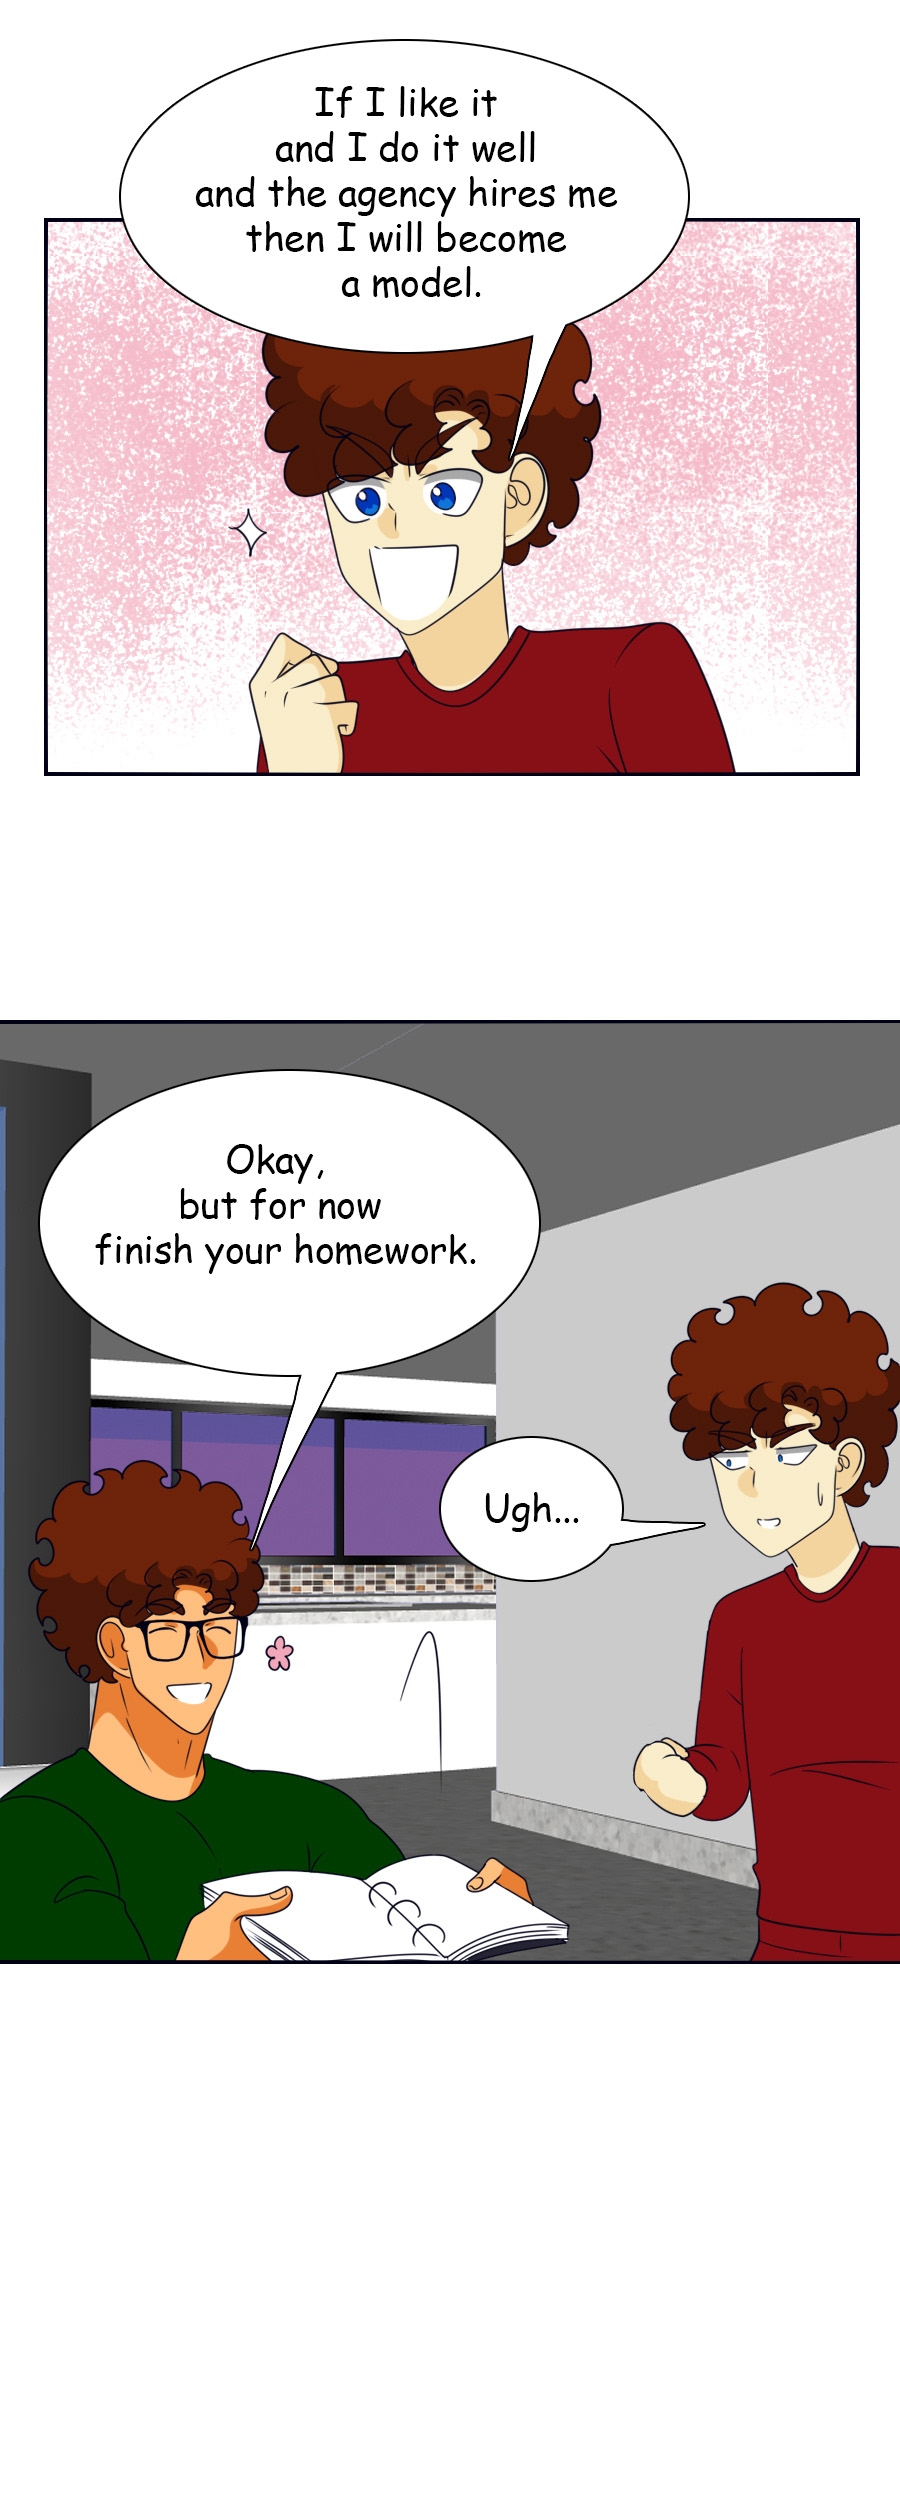 If I like it
and I do it well
and the agency hires me
then I will become
a model.
Okay,
but for now
finish your homework.
Ugh...